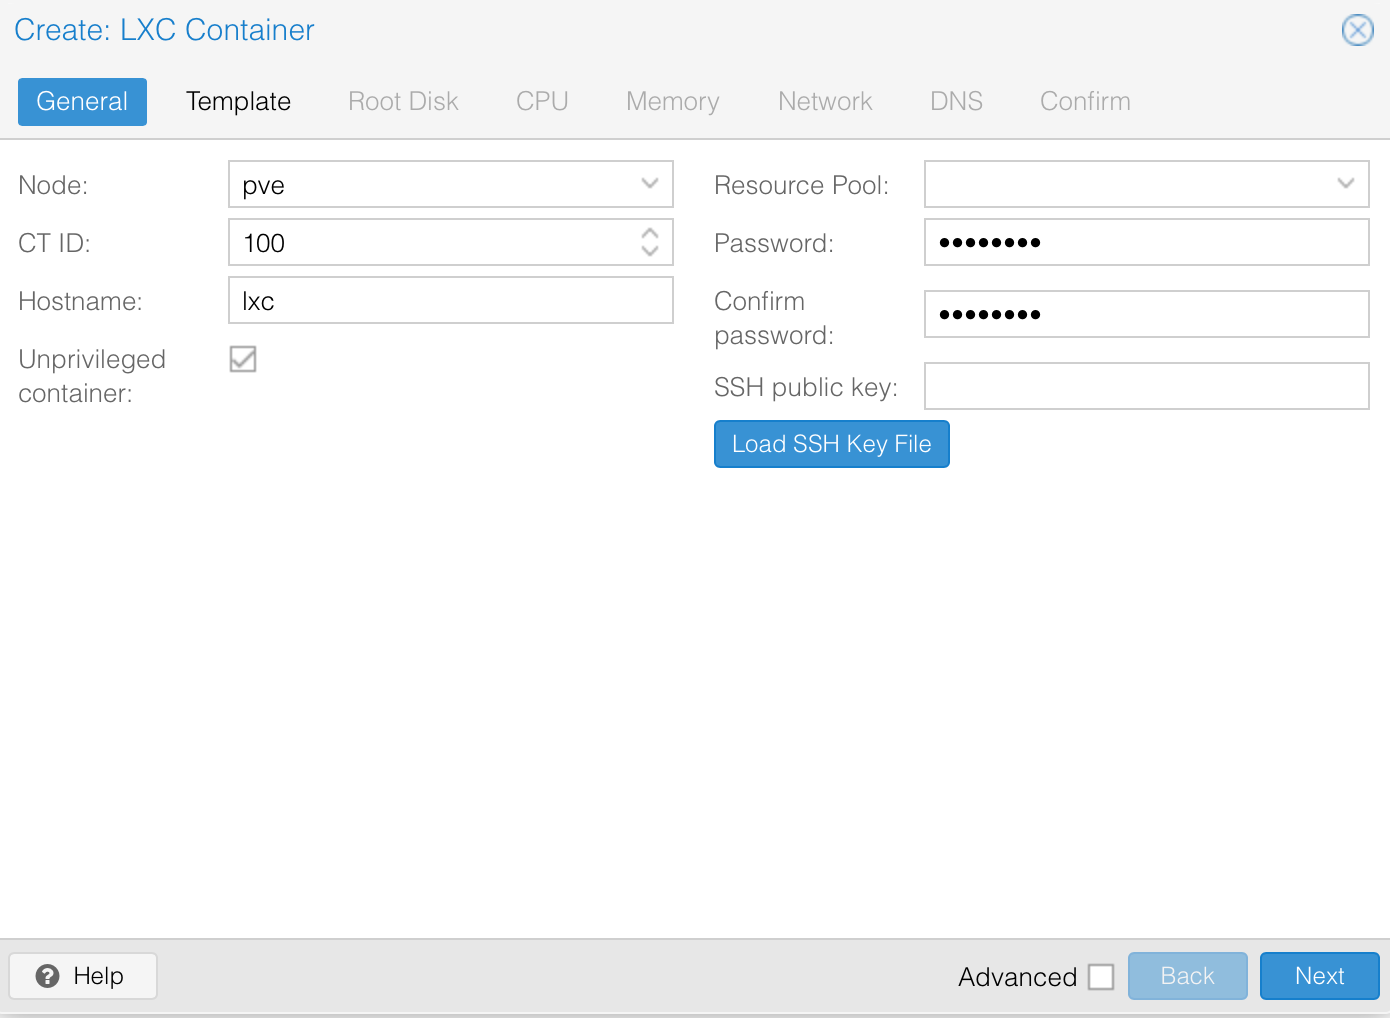 Create: LXC Container
General Template Root Disk CPU Memory Network DNS Confirm
Node: pve
CT ID: 100
Hostname: lxc
Unprivileged
container:
Resource Pool:
Password: ••••••••
Confirm
password: ••••••••
SSH public key:
Load SSH Key File
Help
Advanced
Back
Next